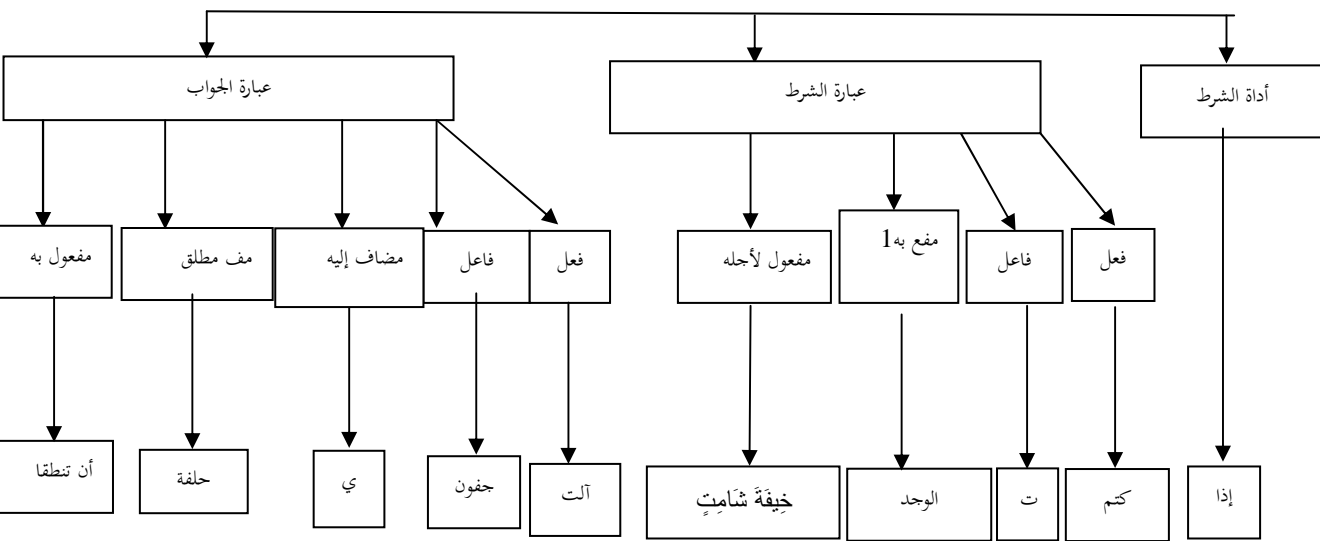 أداة الشرط
عبارة الشرط
عبارة الجواب
فعل
فاعل
مفع به1
مفعول لأجله
فعل
فاعل
مضاف إليه
مف مطلق
مفعول به
إذا
كتم
ت
الوجد
خِيفَةَ شَامِتٍ
آلت
جفون
ي
حلفة
أن تنطقا